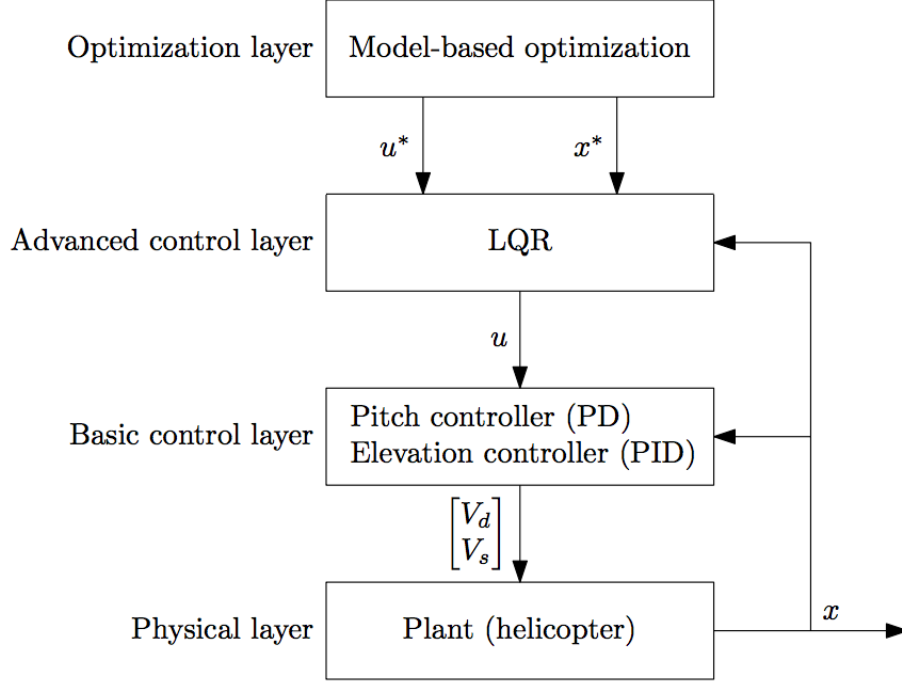 Optimization layer
Model-based optimization
u*
x*
Advanced control layer
LQR
u
Basic control layer
Pitch controller (PD)
Elevation controller (PID)
[V_d
V_s]
Physical layer
Plant (helicopter)
x